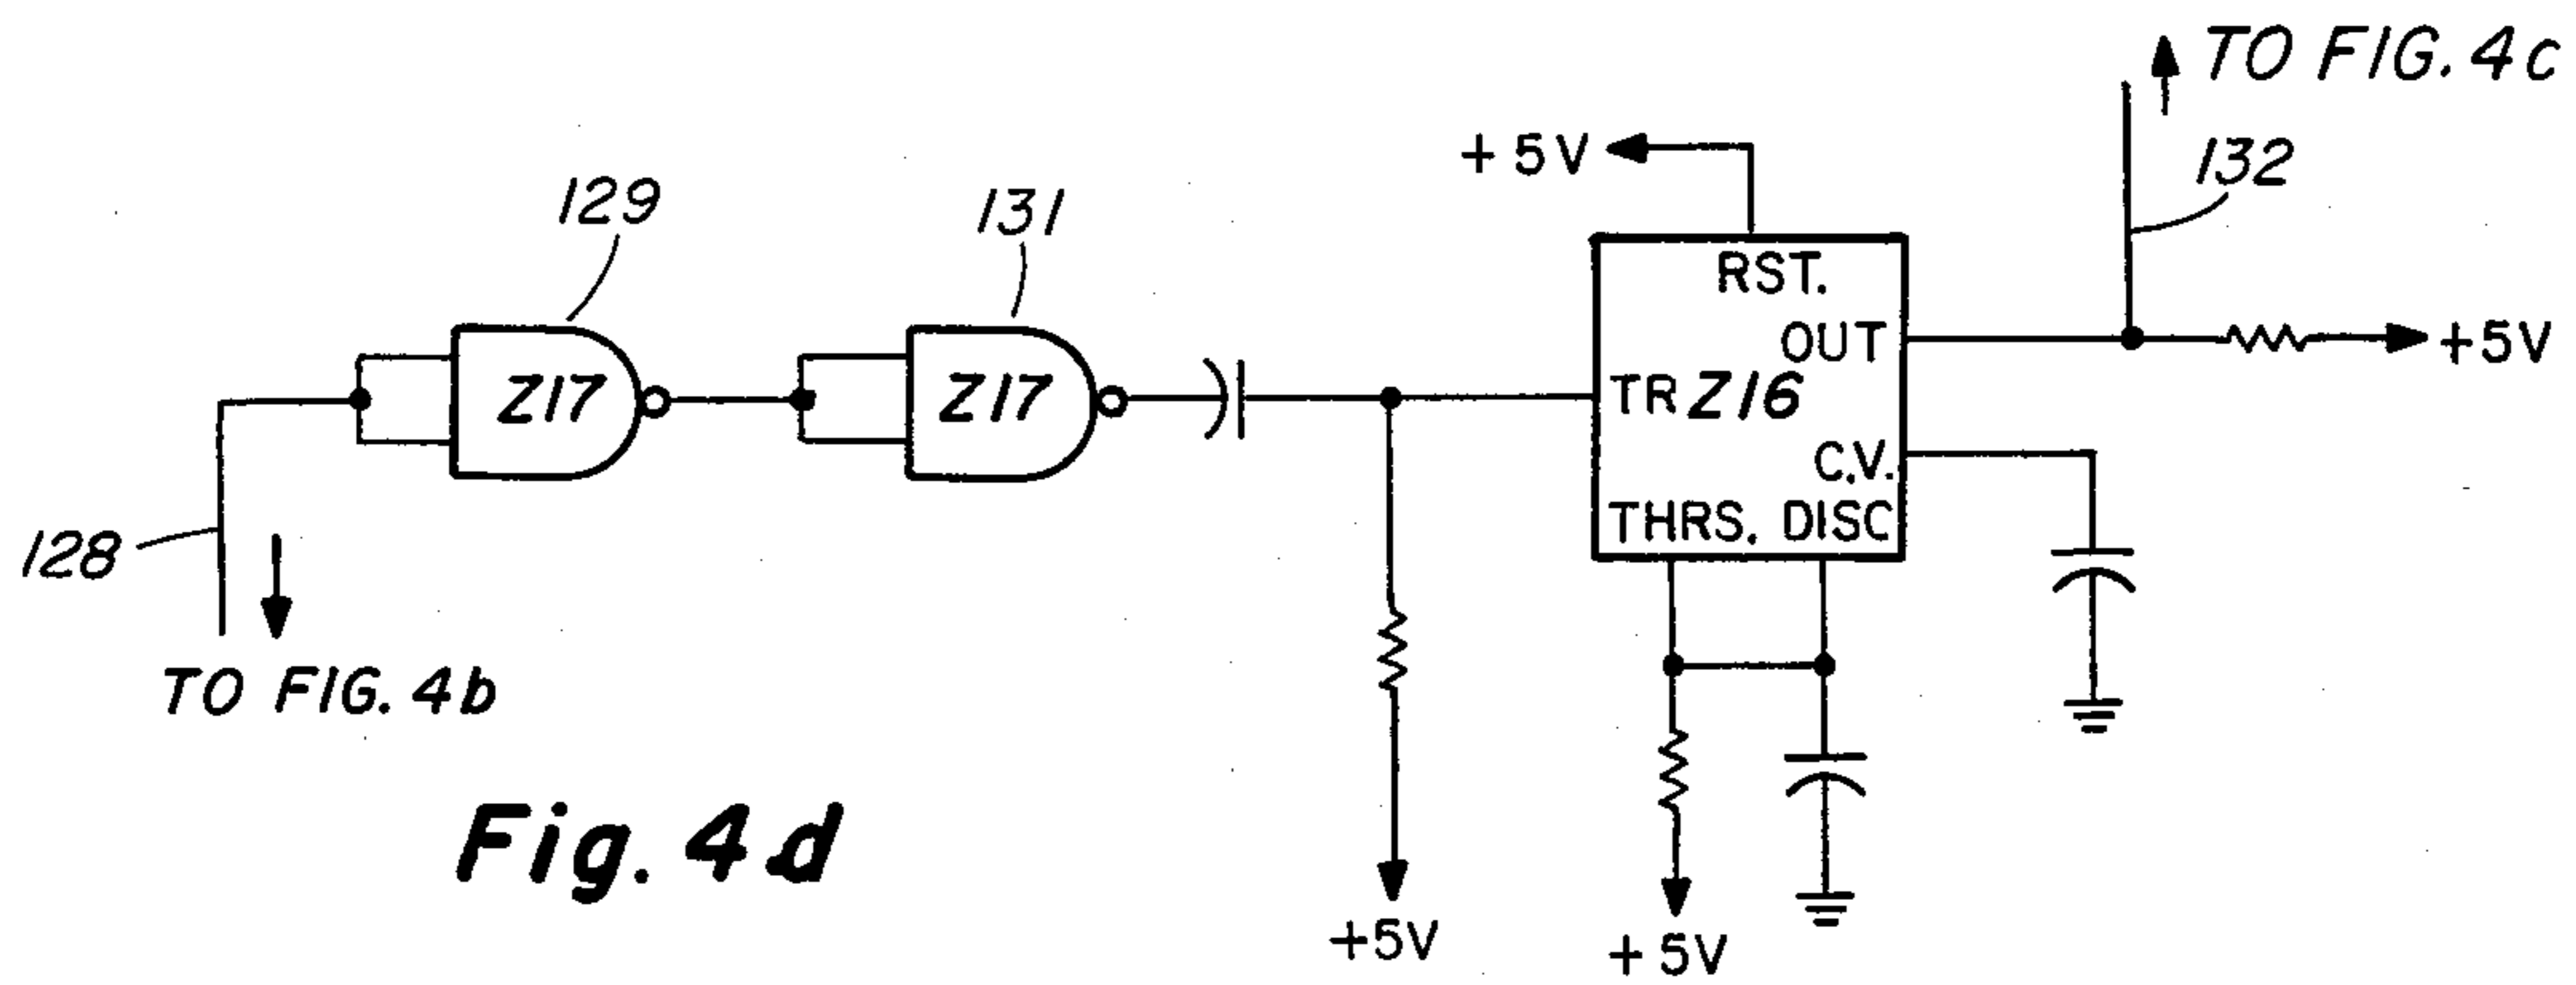 TO FIG. 4c
132
+5V
129
131
RST.
OUT
+5V
Z17
Z17
TR Z16
C.V.
THRS. DISC
128
TO FIG. 4b
Fig. 4d
+5V
+5V